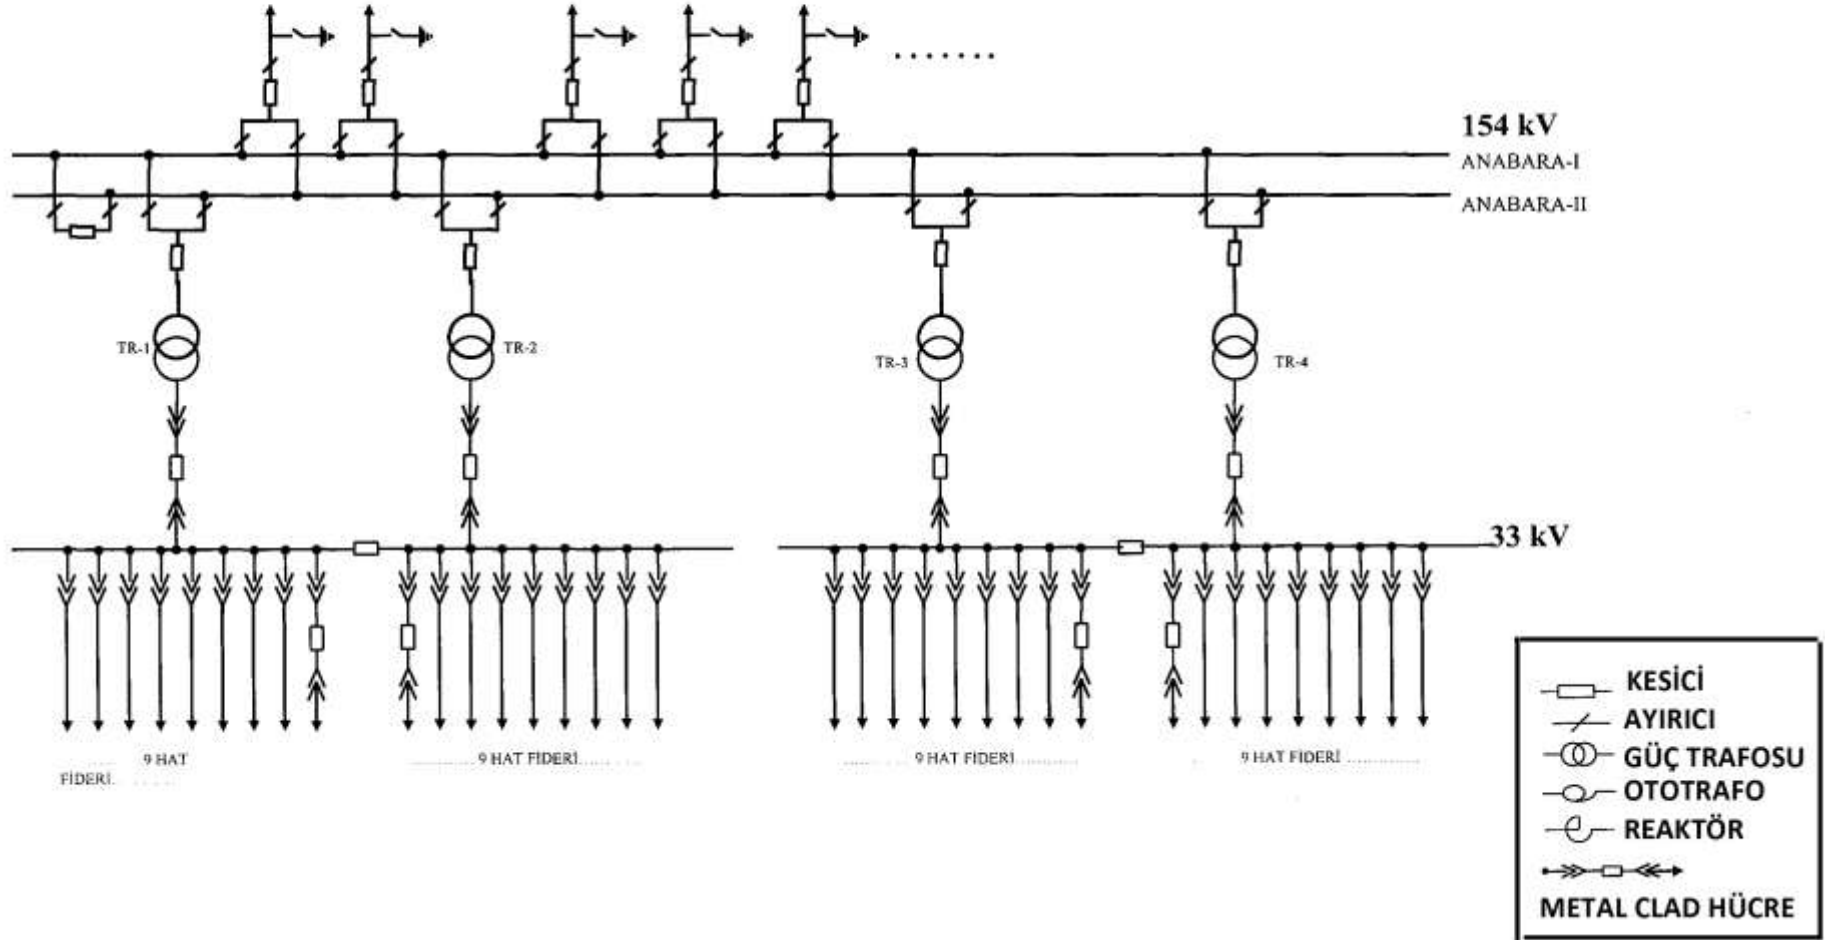 154 kV
ANABARA-I
ANABARA-II
TR-1
TR-2
TR-3
TR-4
33 kV
9 HAT
FİDERİ
9 HAT FİDERİ
9 HAT FİDERİ
9 HAT FİDERİ
KESİCİ
AYIRICI
GÜÇ TRAFOSU
OTOTRAFO
REAKTÖR
METAL CLAD HÜCRE